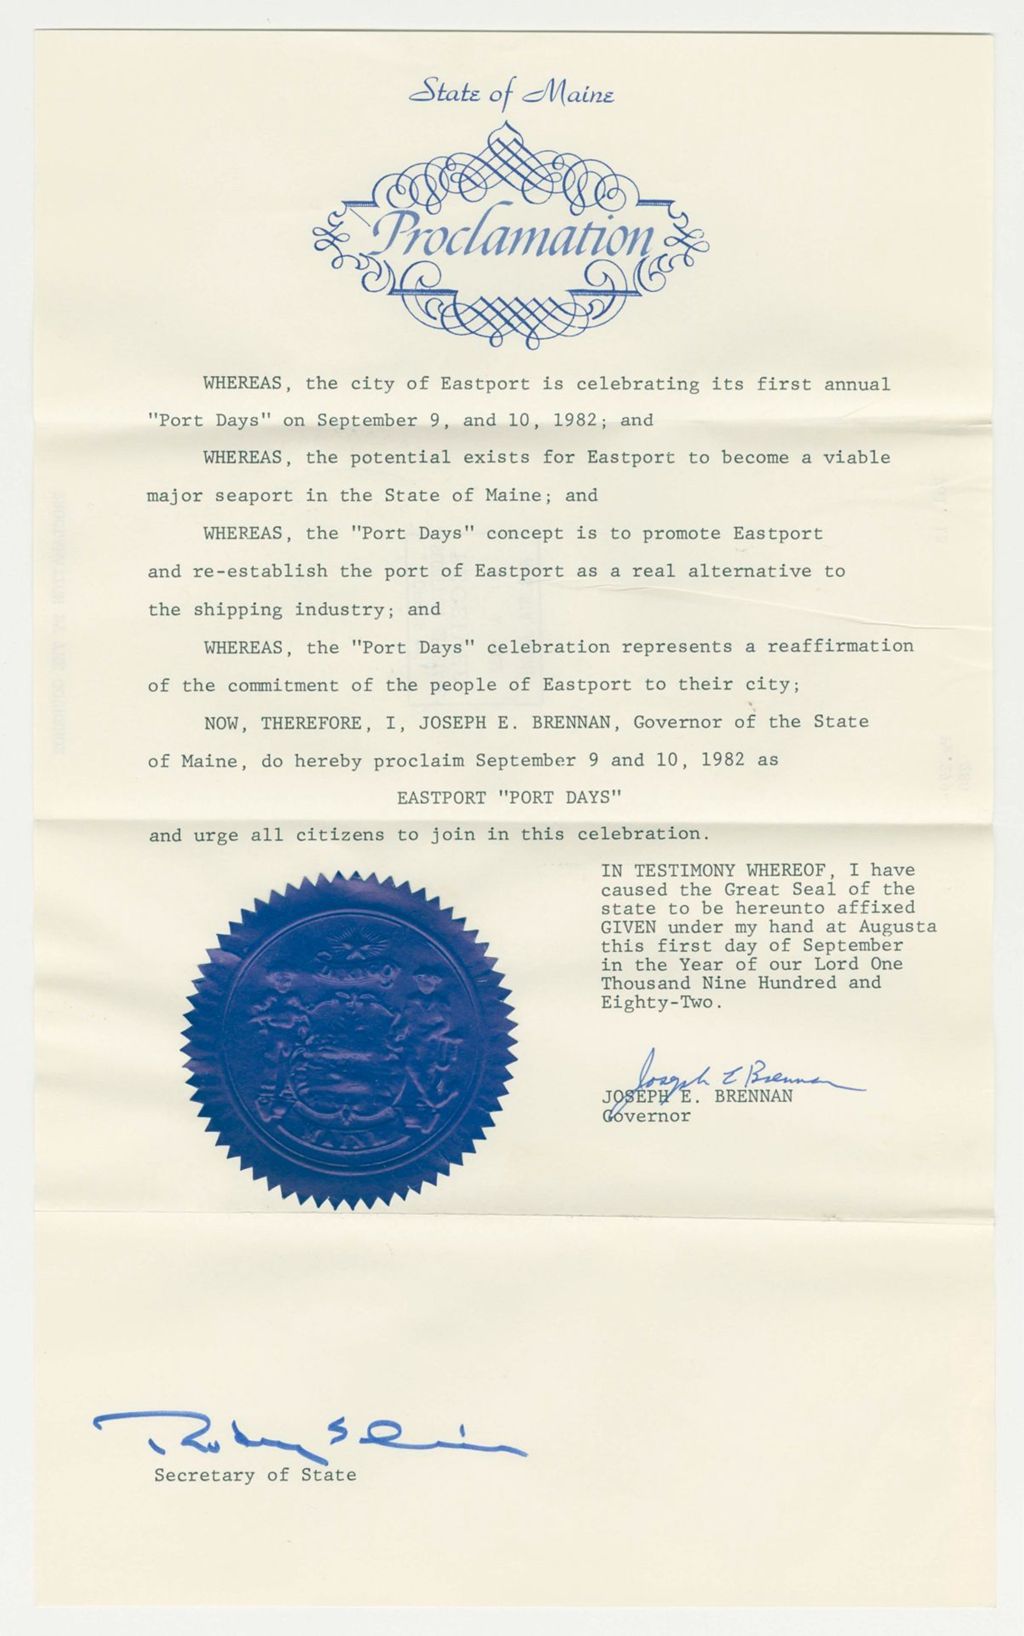 State of Maine
Proclamation
WHEREAS, the city of Eastport is celebrating its first annual
"Port Days" on September 9, and 10, 1982; and
WHEREAS, the potential exists for Eastport to become a viable
major seaport in the State of Maine; and
WHEREAS, the "Port Days" concept is to promote Eastport
and re-establish the port of Eastport as a real alternative to
the shipping industry; and
WHEREAS, the "Port Days" celebration represents a reaffirmation
of the commitment of the people of Eastport to their city;
NOW, THEREFORE, I, JOSEPH E. BRENNAN, Governor of the State
of Maine, do hereby proclaim September 9 and 10, 1982 as
EASTPORT "PORT DAYS"
and urge all citizens to join in this celebration.
IN TESTIMONY WHEREOF, I have
caused the Great Seal of the
state to be hereunto affixed
GIVEN under my hand at Augusta
this first day of September
in the Year of our Lord One
Thousand Nine Hundred and
Eighty-Two.
Joseph E Brennan
JOSEPH E. BRENNAN
Governor
Secretary of State